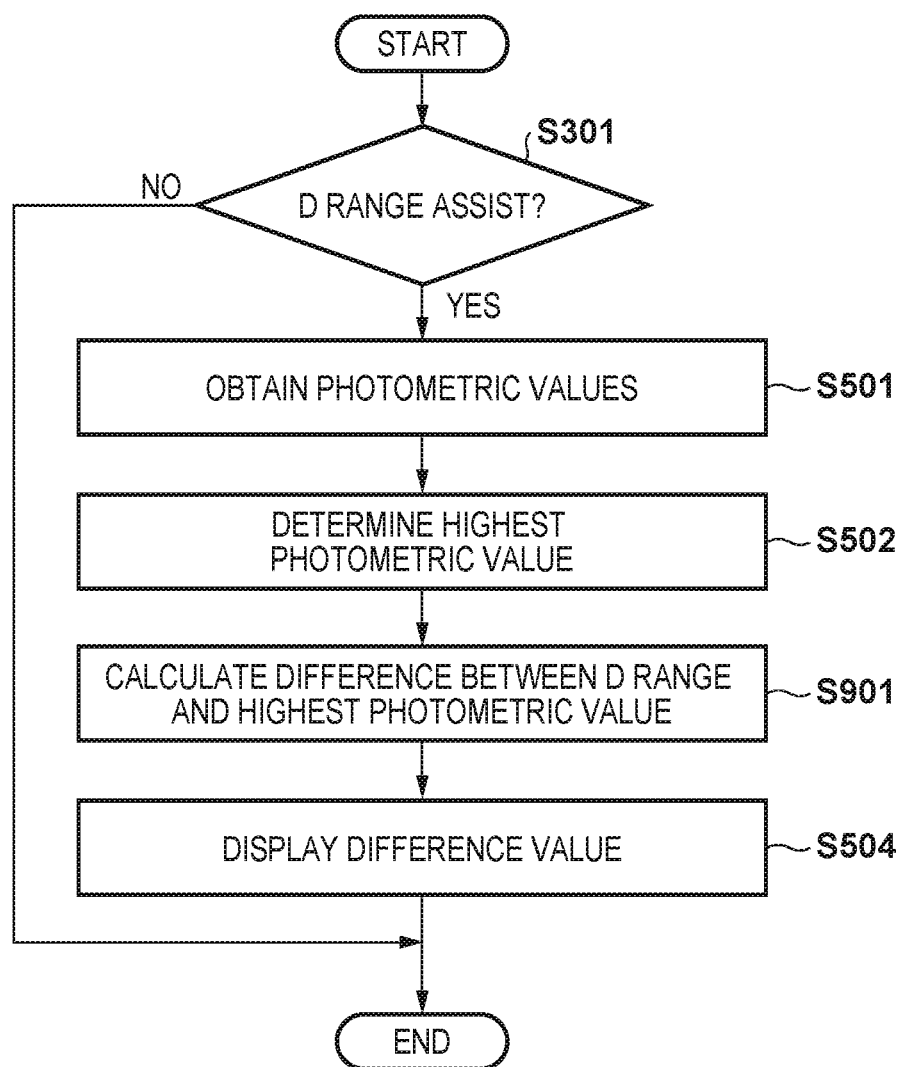 START
S301
D RANGE ASSIST?
NO
YES
OBTAIN PHOTOMETRIC VALUES
S501
DETERMINE HIGHEST
PHOTOMETRIC VALUE
S502
CALCULATE DIFFERENCE BETWEEN D RANGE
AND HIGHEST PHOTOMETRIC VALUE
S901
DISPLAY DIFFERENCE VALUE
S504
END